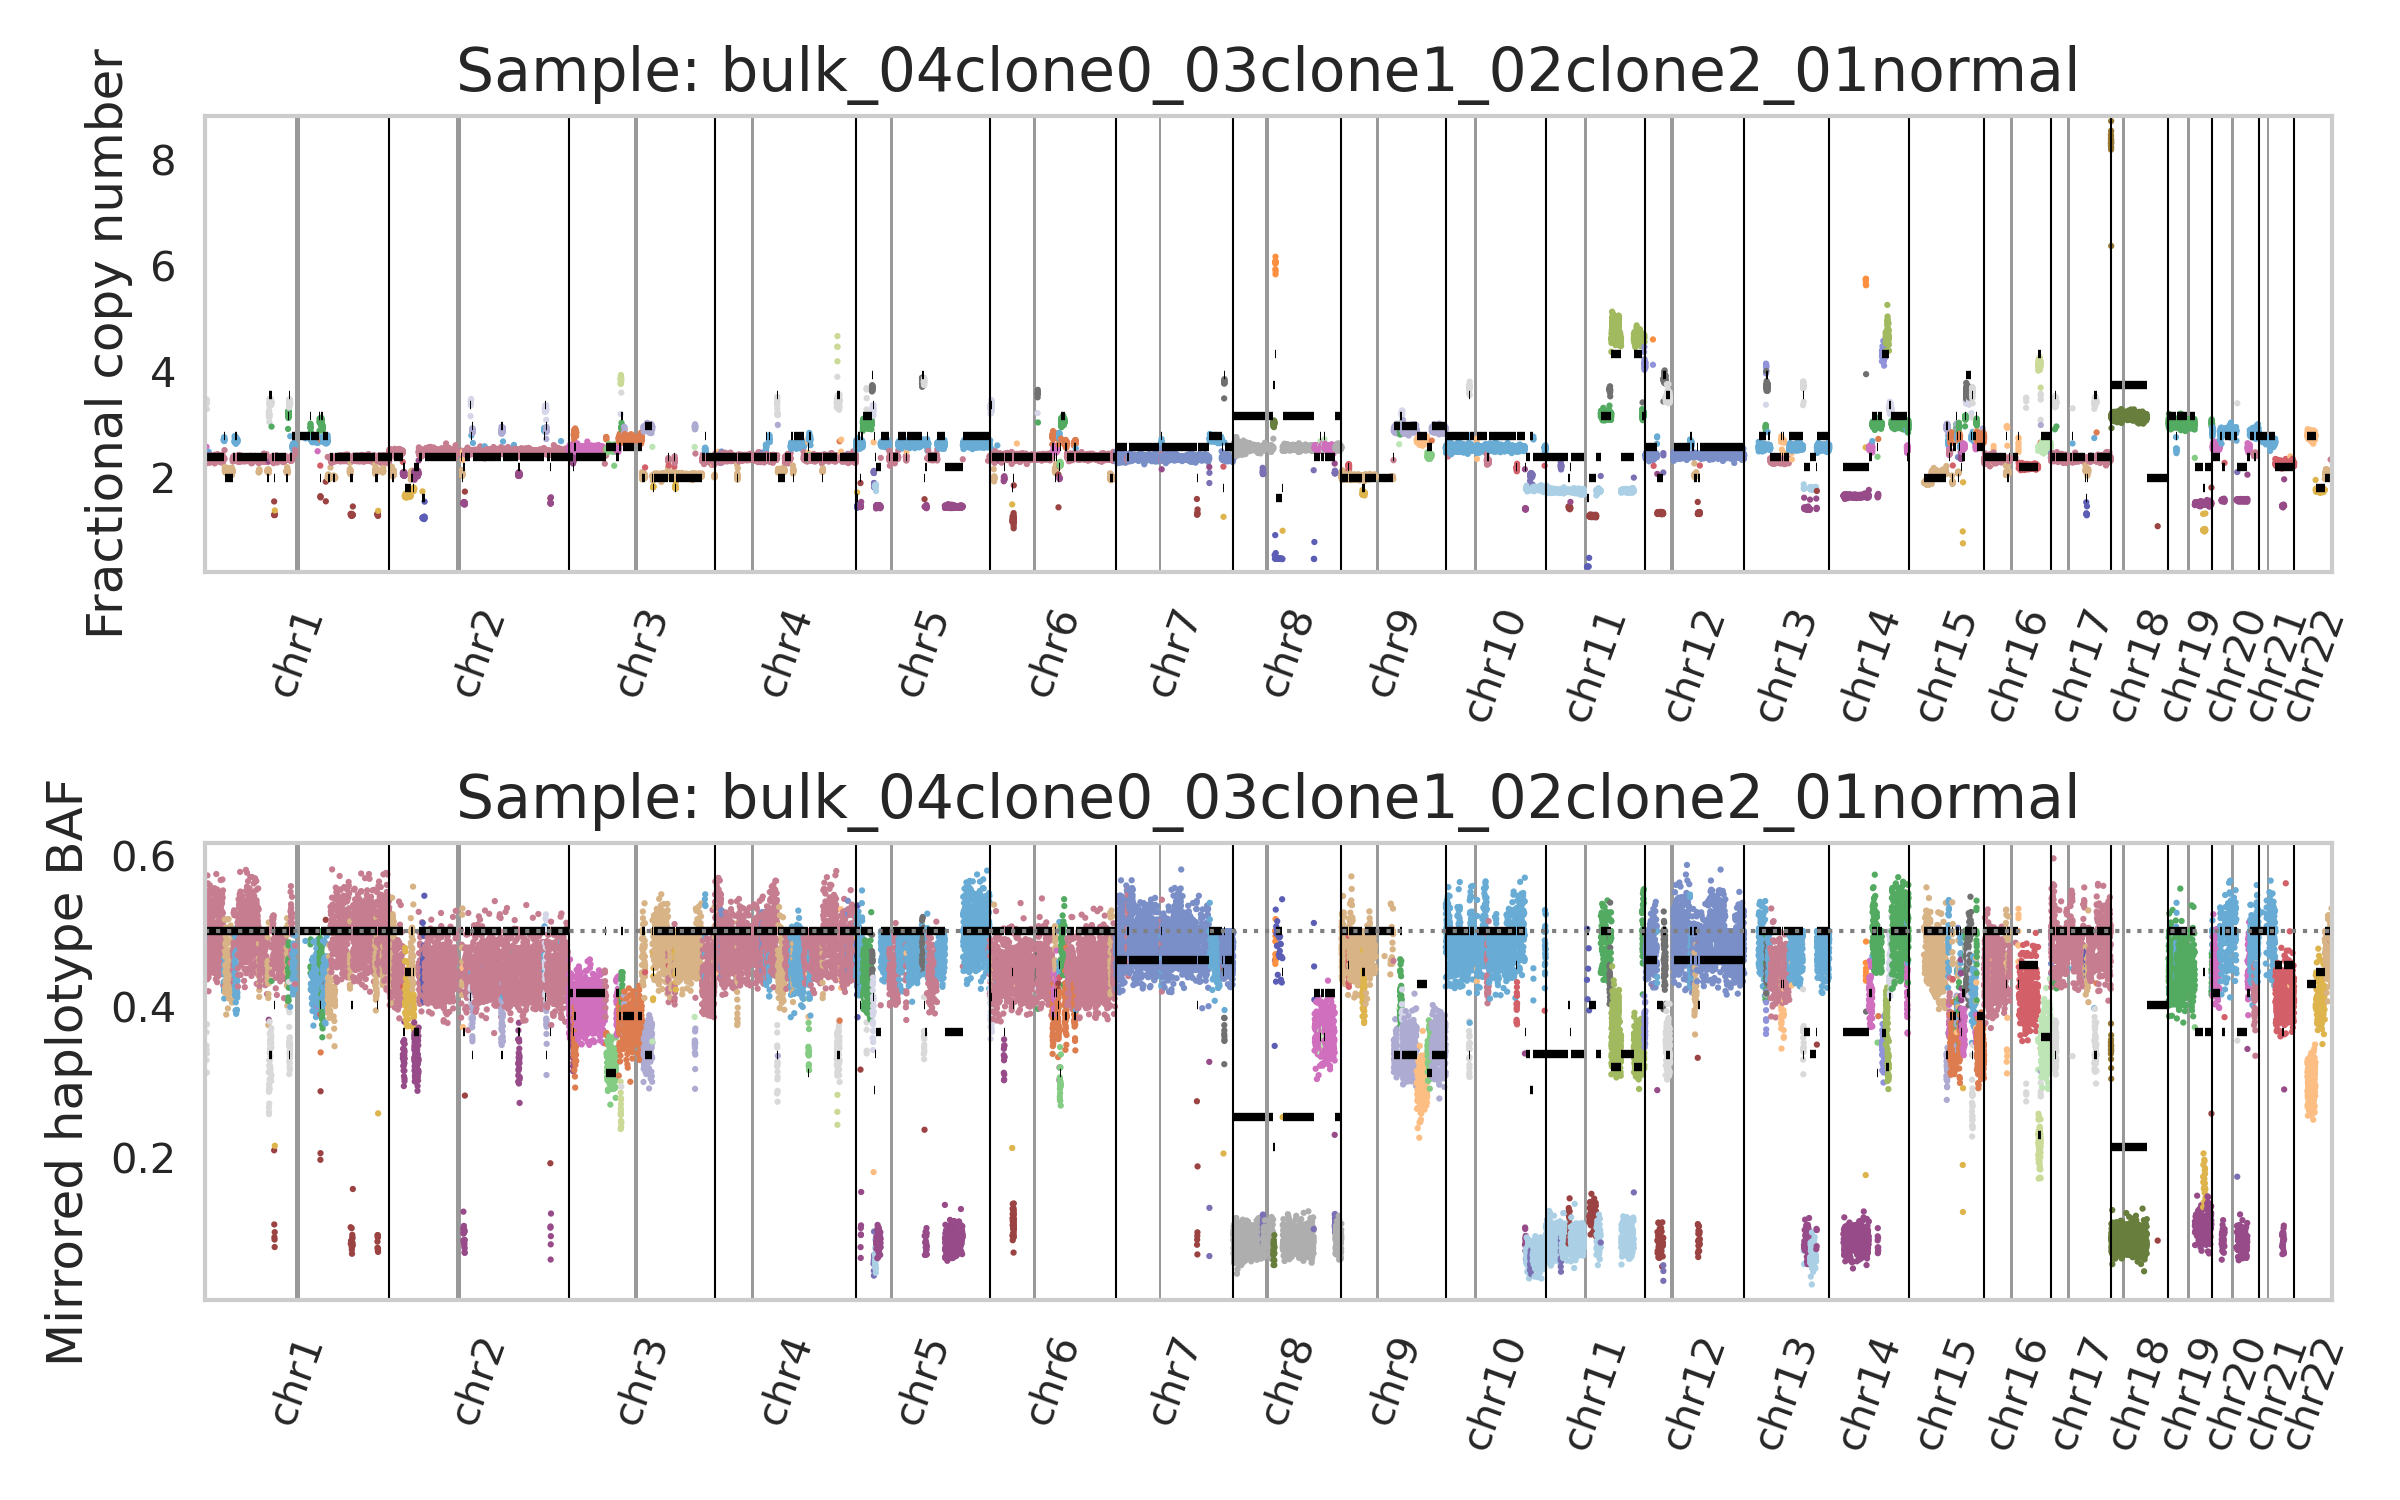 Sample: bulk_04clone0_03clone1_02clone2_01normal
Fractional copy number
8
6
4
2
chr1 chr2 chr3 chr4 chr5 chr6 chr7 chr8 chr9 chr10 chr11 chr12 chr13 chr14 chr15 chr16 chr17 chr18 chr19 chr20 chr21 chr22
Sample: bulk_04clone0_03clone1_02clone2_01normal
Mirrored haplotype BAF
0.6
0.4
0.2
chr1 chr2 chr3 chr4 chr5 chr6 chr7 chr8 chr9 chr10 chr11 chr12 chr13 chr14 chr15 chr16 chr17 chr18 chr19 chr20 chr21 chr22